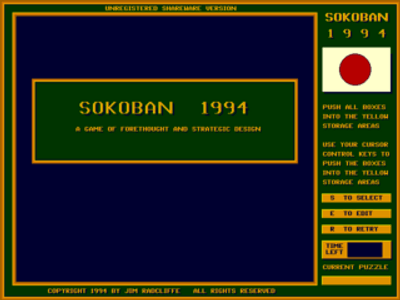 UNREGISTERED SHAREWARE VERSION
SOKOBAN
1 9 9 4
SOKOBAN 1994
A GAME OF FORETHOUGHT AND STRATEGIC DESIGN
PUSH ALL BOXES
INTO THE YELLOW
STORAGE AREAS
USE YOUR CURSOR
CONTROL KEYS TO
PUSH THE BOXES
INTO THE YELLOW
STORAGE AREAS
S TO SELECT
E TO EDIT
R TO RETRY
TIME
LEFT
CURRENT PUZZLE
COPYRIGHT 1994 BY JIM RADCLIFFE ALL RIGHTS RESERVED